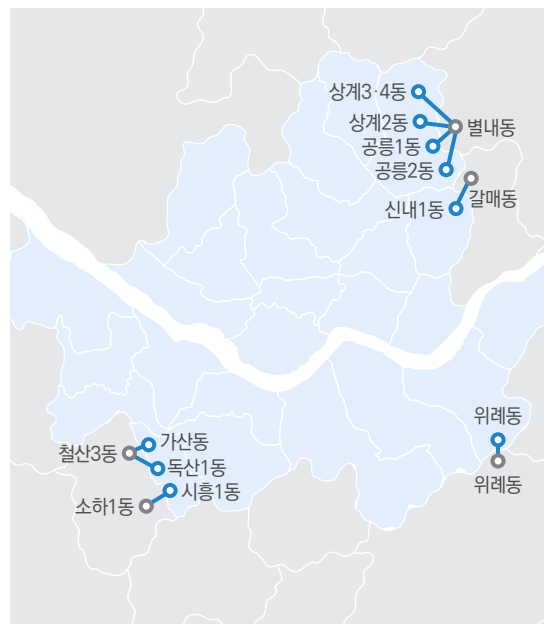 상계3·4동
상계2동
별내동
공릉1동
공릉2동
갈매동
신내1동
위례동
위례동
가산동
철산3동
독산1동
시흥1동
소하1동